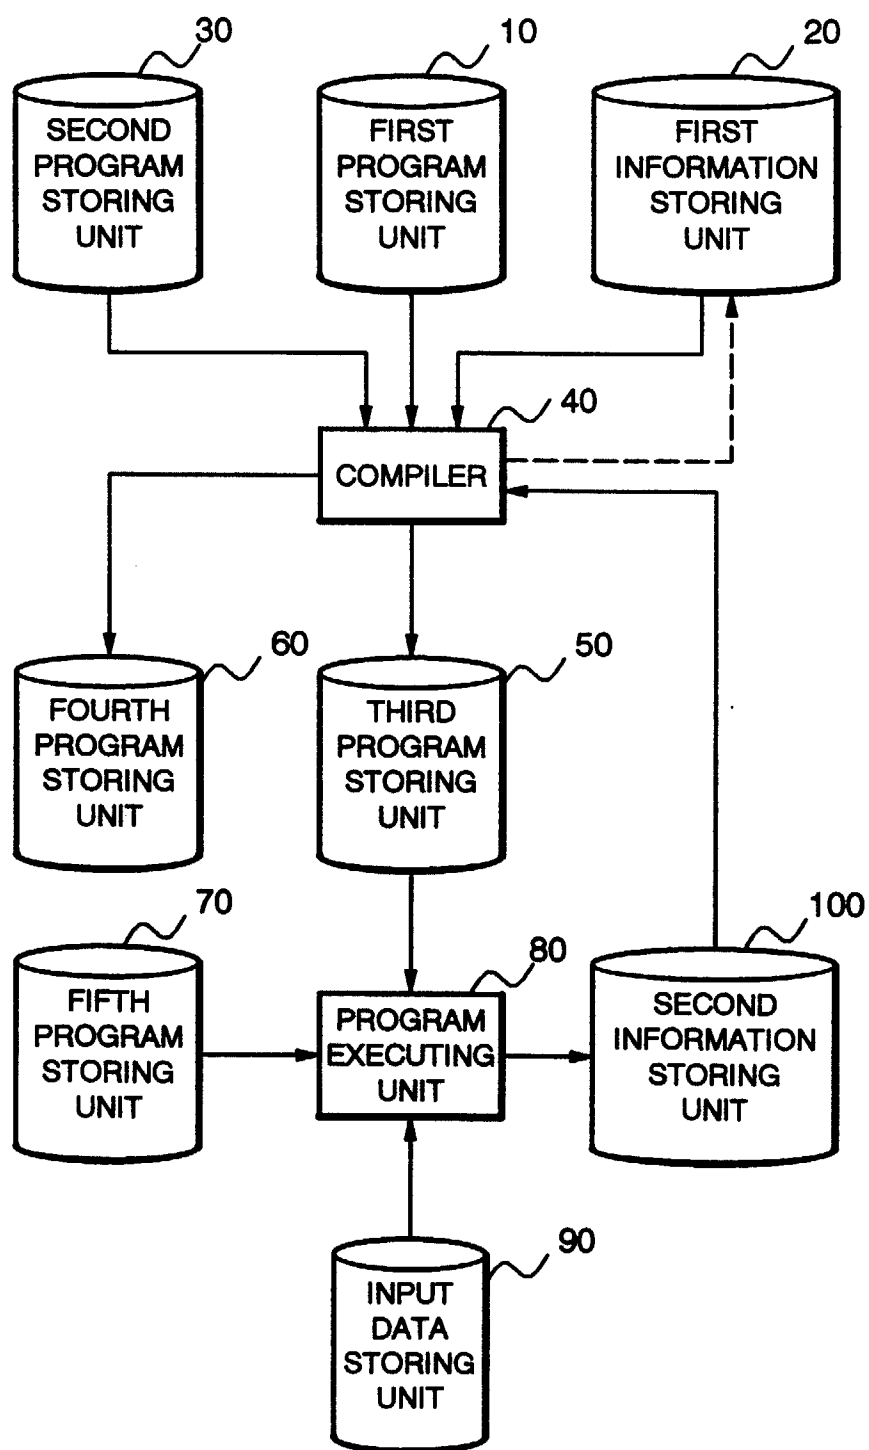 30
10
20
SECOND
PROGRAM
STORING
UNIT
FIRST
PROGRAM
STORING
UNIT
FIRST
INFORMATION
STORING
UNIT
40
COMPILER
60
50
FOURTH
PROGRAM
STORING
UNIT
THIRD
PROGRAM
STORING
UNIT
70
80
100
FIFTH
PROGRAM
STORING
UNIT
PROGRAM
EXECUTING
UNIT
SECOND
INFORMATION
STORING
UNIT
90
INPUT
DATA
STORING
UNIT